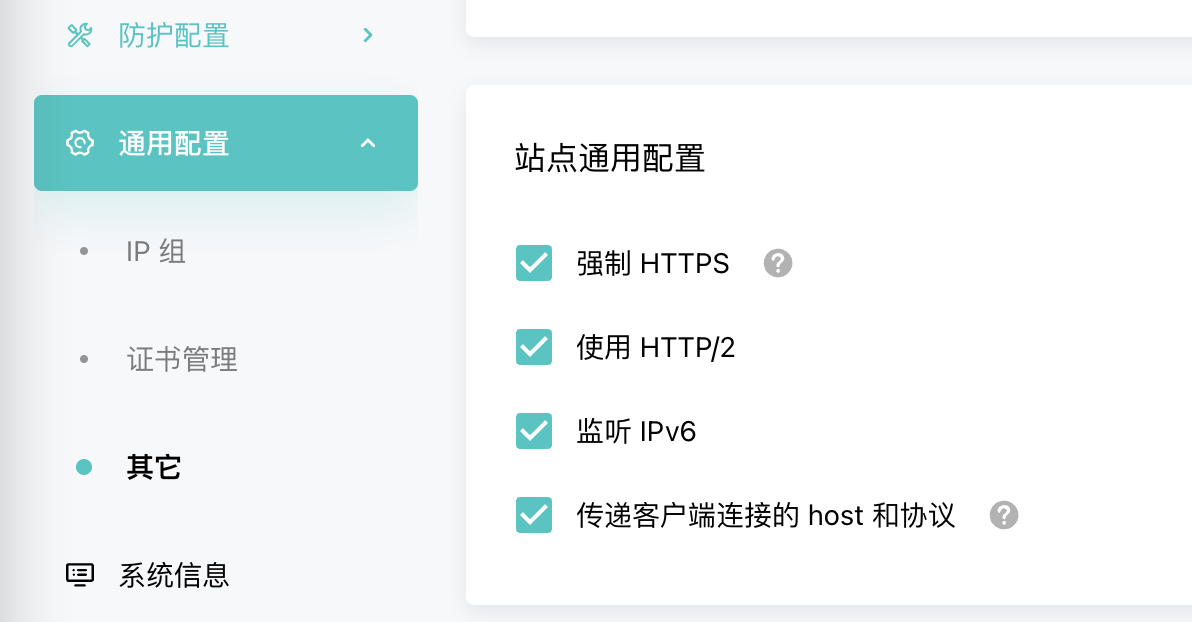 防护配置
通用配置
IP 组
证书管理
其它
系统信息
站点通用配置
强制 HTTPS
使用 HTTP/2
监听 IPv6
传递客户端连接的 host 和协议